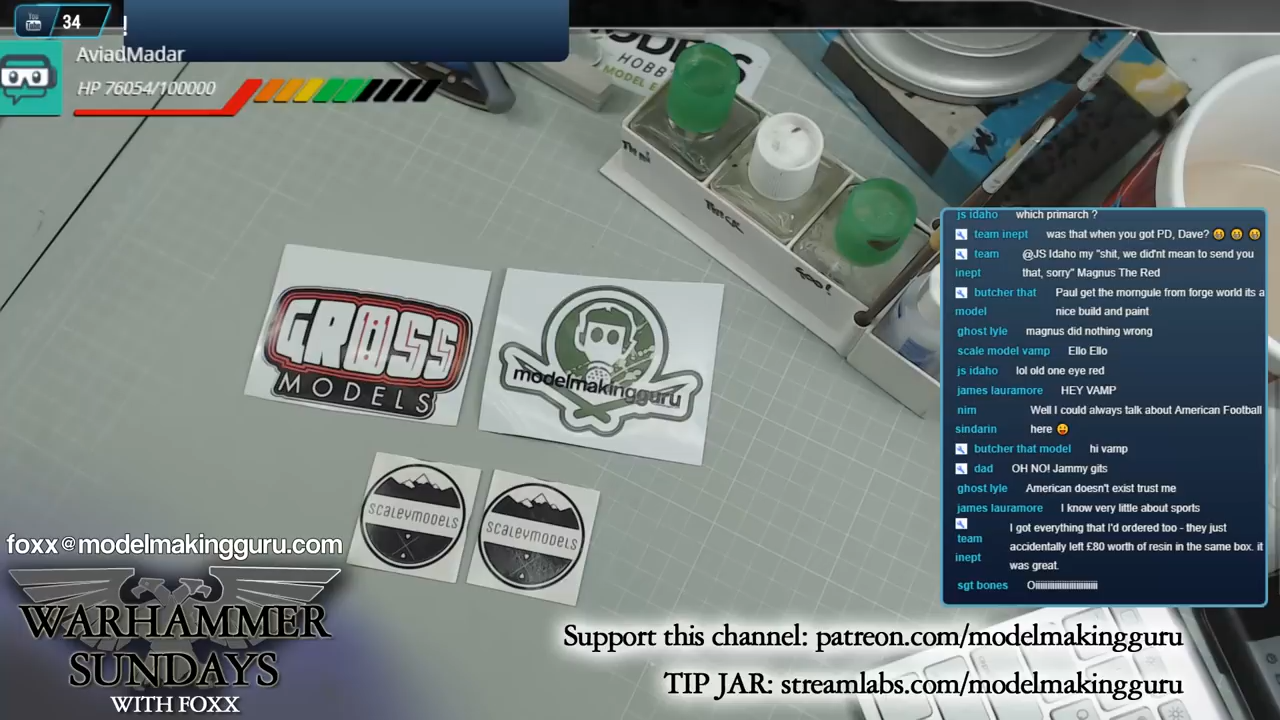 You
Tube
34
!
AviadMadar
HP 76054/100000
HOBB
MODEL E
Thick
GROSS
MODELS
modelmakingguru
scaleymodels
scaleymodels
js idaho which primarch ?
team inept was that when you got PD, Dave?
team @JS Idaho my "shit, we did'nt mean to send you
inept that, sorry" Magnus The Red
butcher that Paul get the morngule from forge world its a
model nice build and paint
ghost lyle magnus did nothing wrong
scale model vamp Ello Ello
js idaho lol old one eye red
james lauramore HEY VAMP
nim Well I could always talk about American Football
sindarin here
butcher that model hi vamp
dad OH NO! Jammy gits
ghost lyle American doesn't exist trust me
james lauramore I know very little about sports
I got everything that I'd ordered too - they just
team accidentally left £80 worth of resin in the same box. it
inept was great.
sgt bones Oiiiiiiiiiiiiiiiiiiiiiiiii
foxx@modelmakingguru.com
WARHAMMER
SUNDAYS
WITH FOXX
Support this channel: patreon.com/modelmakingguru
TIP JAR: streamlabs.com/modelmakingguru